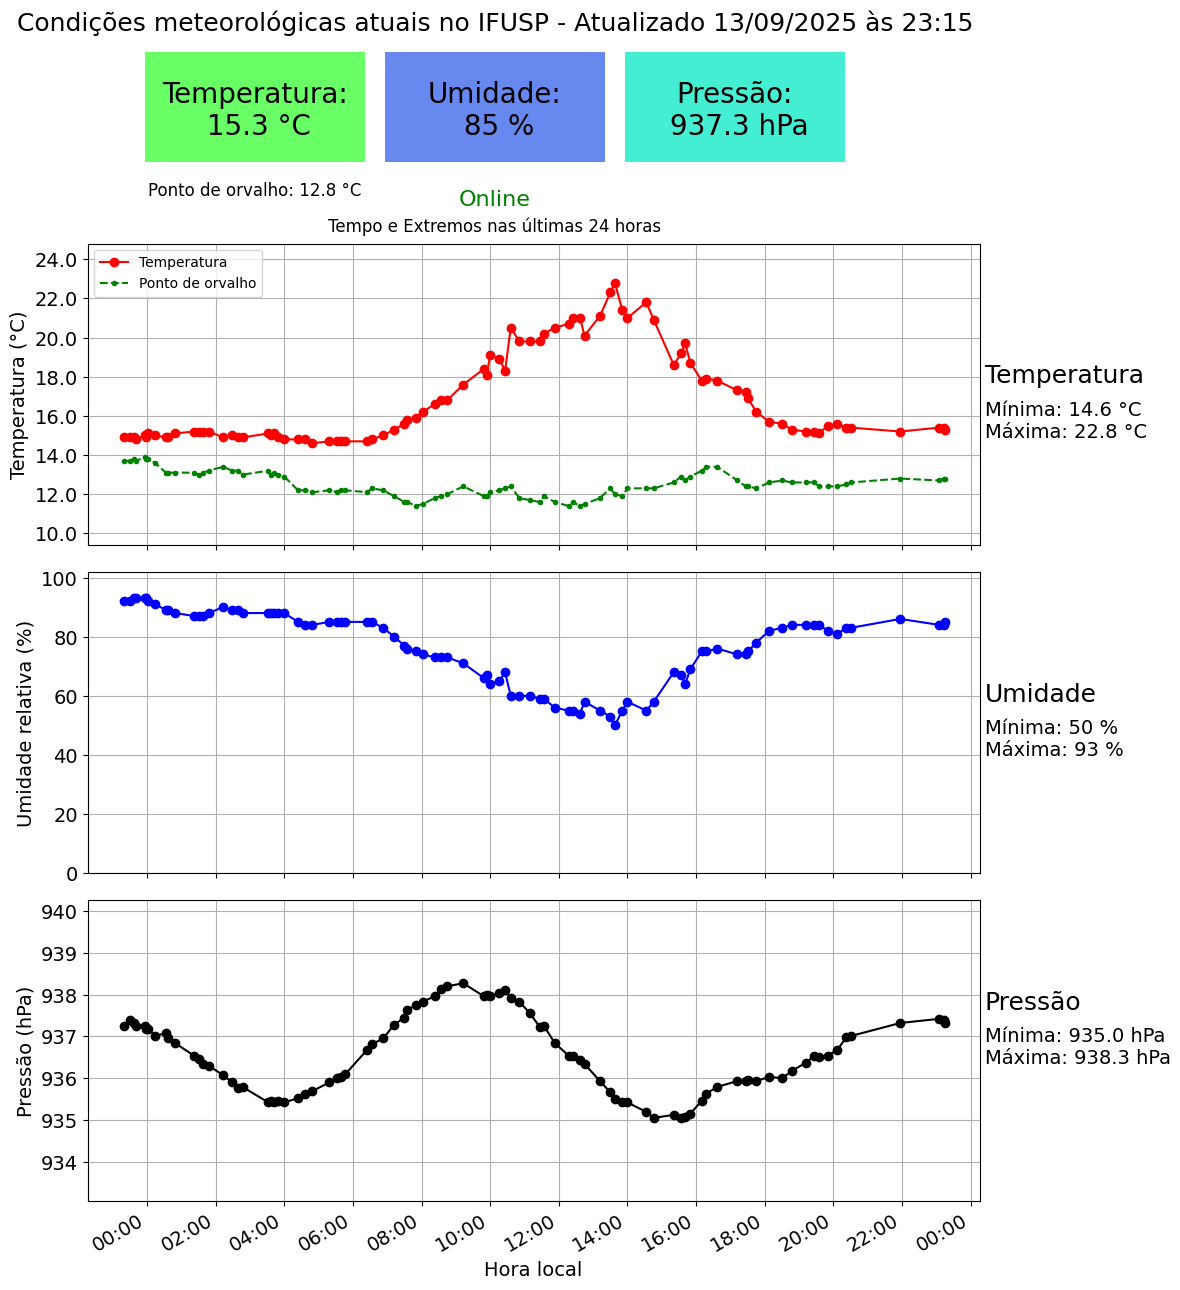 Condições meteorológicas atuais no IFUSP - Atualizado 13/09/2025 às 23:15
Temperatura:
15.3 °C
Umidade:
85 %
Pressão:
937.3 hPa
Ponto de orvalho: 12.8 °C
Online
Tempo e Extremos nas últimas 24 horas
Temperatura
Ponto de orvalho
Temperatura (°C)
24.0
22.0
20.0
18.0
16.0
14.0
12.0
10.0
Temperatura
Mínima: 14.6 °C
Máxima: 22.8 °C
Umidade relativa (%)
100
80
60
40
20
0
Umidade
Mínima: 50 %
Máxima: 93 %
Pressão (hPa)
940
939
938
937
936
935
934
Pressão
Mínima: 935.0 hPa
Máxima: 938.3 hPa
00:00
02:00
04:00
06:00
08:00
10:00
12:00
14:00
16:00
18:00
20:00
22:00
00:00
Hora local